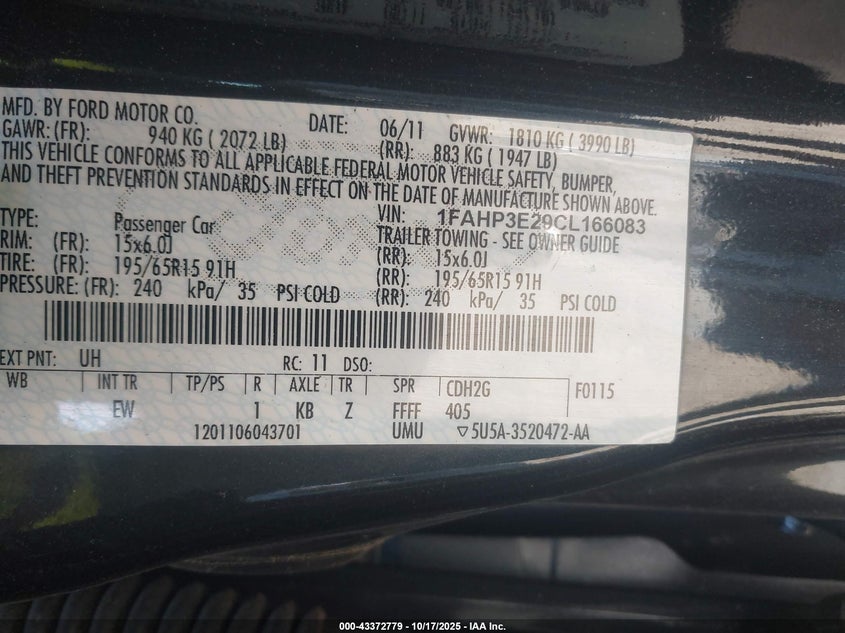 MFD. BY FORD MOTOR CO.
DATE: 06/11 GVWR: 1810 KG ( 3990 LB)
GAWR: (FR): 940 KG ( 2072 LB) (RR): 883 KG ( 1947 LB)
THIS VEHICLE CONFORMS TO ALL APPLICABLE FEDERAL MOTOR VEHICLE SAFETY, BUMPER,
AND THEFT PREVENTION STANDARDS IN EFFECT ON THE DATE OF MANUFACTURE SHOWN ABOVE.
VIN: 1FAHP3E29CL166083
TYPE: Passenger Car TRAILER TOWING - SEE OWNER GUIDE
RIM: (FR): 15x6.0J (RR): 15x6.0J
TIRE: (FR): 195/65R15 91H (RR): 195/65R15 91H
PRESSURE: (FR): 240 kPa/ 35 PSI COLD (RR): 240 kPa/ 35 PSI COLD
EXT PNT: UH RC: 11 DSO:
WB INT TR TP/PS R AXLE TR SPR CDH2G F0115
EW 1 KB Z FFFF 405
1201106043701 UMU ▽5U5A-3520472-AA
000-43372779 - 10/17/2025 - IAA Inc.